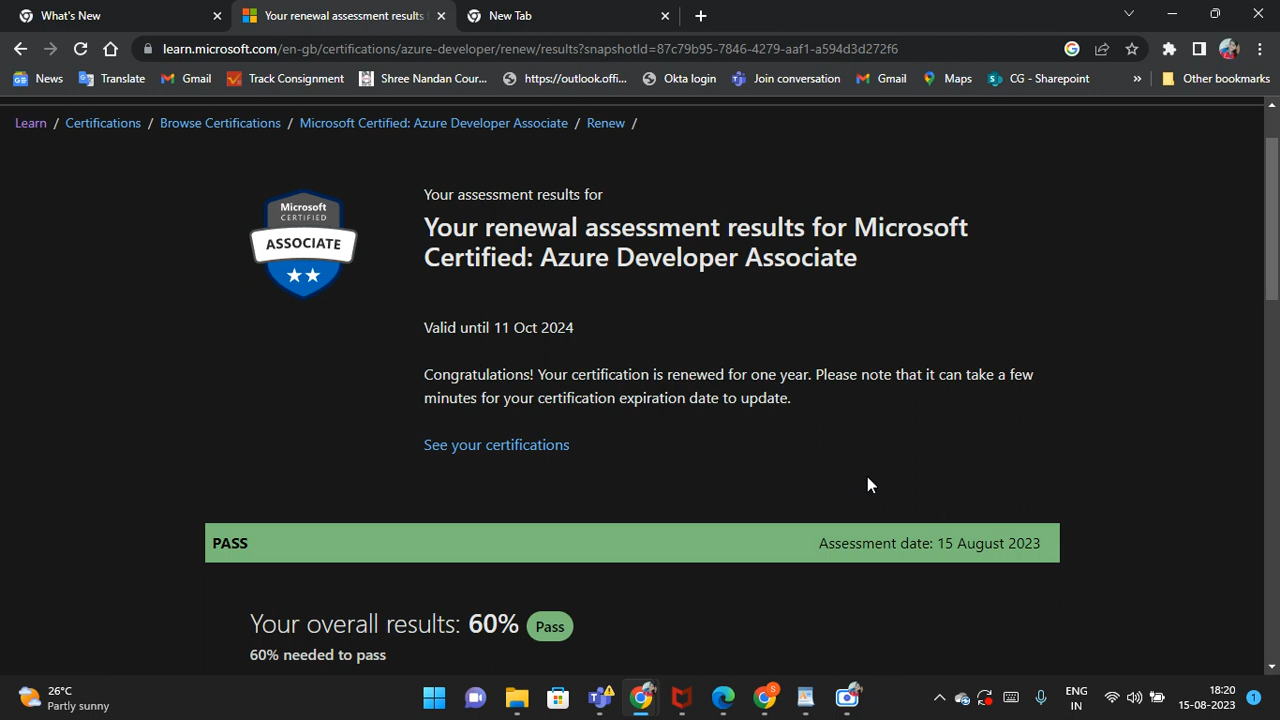 What's New
Your renewal assessment results
New Tab
learn.microsoft.com/en-gb/certifications/azure-developer/renew/results?snapshotId=87c79b95-7846-4279-aaf1-a594d3d272f6
News
Translate
Gmail
Track Consignment
Shree Nandan Cour...
https://outlook.offi...
Okta login
Join conversation
Gmail
Maps
CG - Sharepoint
»
Other bookmarks
Learn / Certifications / Browse Certifications / Microsoft Certified: Azure Developer Associate / Renew /
Microsoft
CERTIFIED
ASSOCIATE
Your assessment results for
Your renewal assessment results for Microsoft
Certified: Azure Developer Associate
Valid until 11 Oct 2024
Congratulations! Your certification is renewed for one year. Please note that it can take a few
minutes for your certification expiration date to update.
See your certifications
PASS
Assessment date: 15 August 2023
Your overall results: 60% Pass
60% needed to pass
26°C
Partly sunny
ENG
IN
18:20
15-08-2023
1